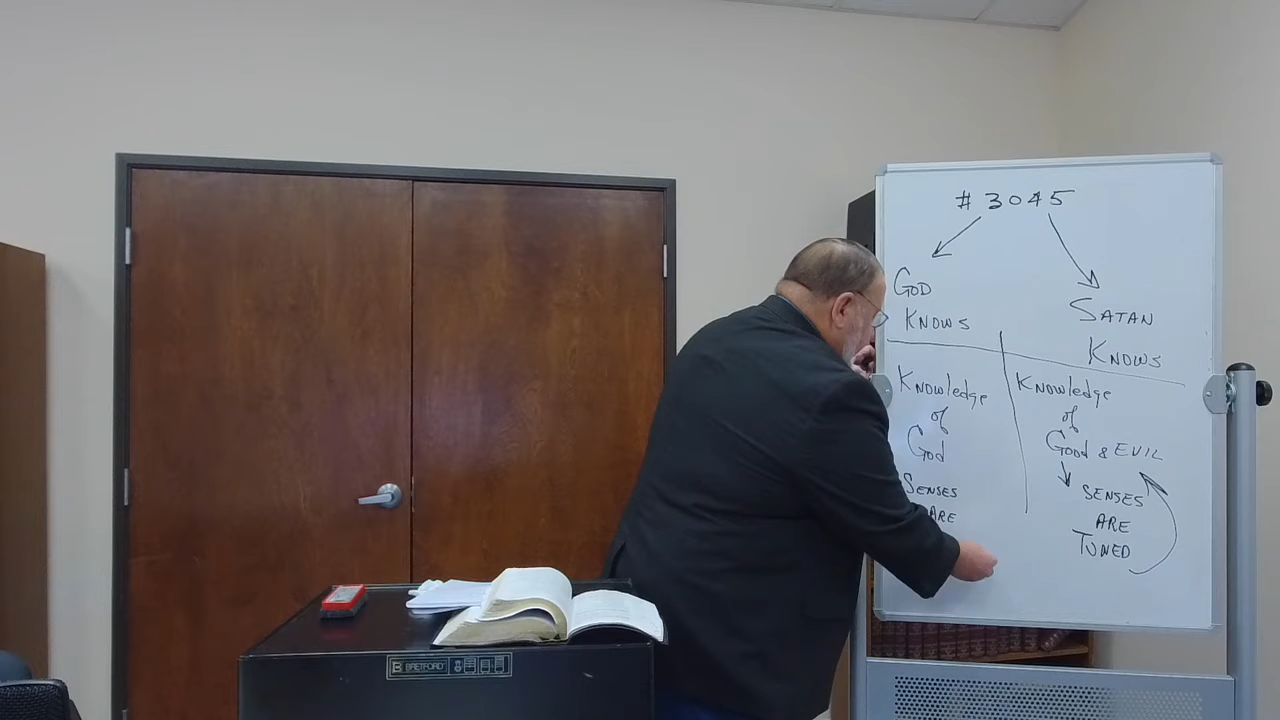 # 3045
GOD
KNOWS
SATAN
KNOWS
Knowledge
of
God
SENSES
ARE
Knowledge
of
Good & EVIL
SENSES
ARE
TUNED
BRETFORD